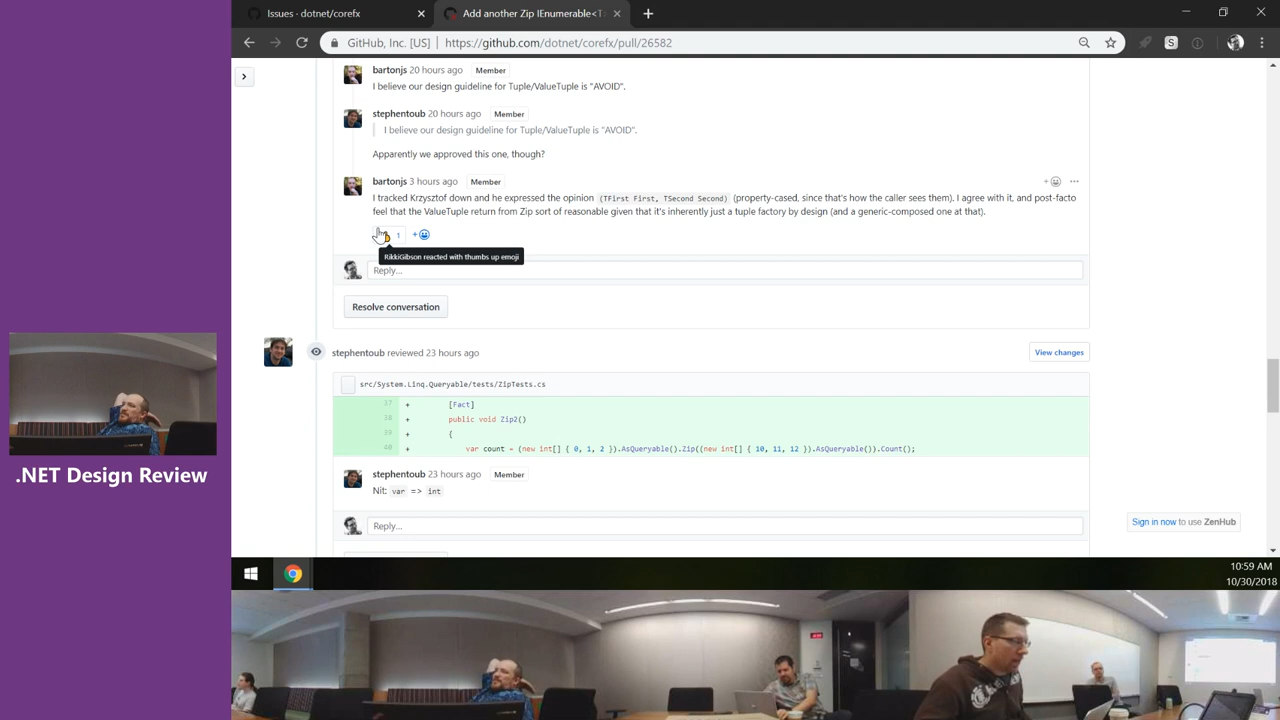 Issues · dotnet/corefx
Add another Zip IEnumerable<T
GitHub, Inc. [US]
https://github.com/dotnet/corefx/pull/26582
bartonjs 20 hours ago Member
I believe our design guideline for Tuple/ValueTuple is "AVOID".
stephentoub 20 hours ago Member
I believe our design guideline for Tuple/ValueTuple is "AVOID".
Apparently we approved this one, though?
bartonjs 3 hours ago Member
I tracked Krzysztof down and he expressed the opinion (TFirst First, TSecond Second) (property-cased, since that's how the caller sees them). I agree with it, and post-facto
feel that the ValueTuple return from Zip sort of reasonable given that it's inherently just a tuple factory by design (and a generic-composed one at that).
1
RikkiGibson reacted with thumbs up emoji
Reply...
Resolve conversation
stephentoub reviewed 23 hours ago
View changes
src/System.Linq.Queryable/tests/ZipTests.cs
37 + [Fact]
38 + public void Zip2()
39 + {
40 + var count = (new int[] { 0, 1, 2 }).AsQueryable().Zip((new int[] { 10, 11, 12 }).AsQueryable()).Count();
stephentoub 23 hours ago Member
Nit: var => int
Reply...
Sign in now to use ZenHub
.NET Design Review
10:59 AM
10/30/2018